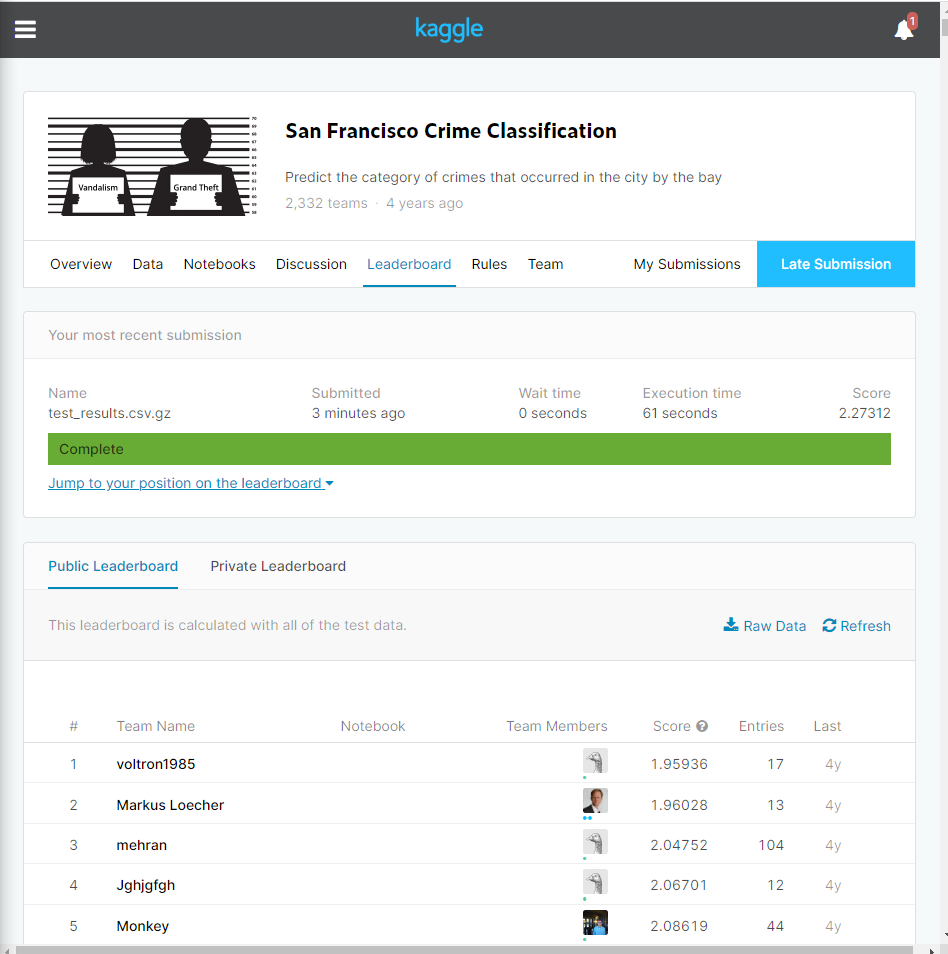 kaggle
1
San Francisco Crime Classification
Vandalism
Grand Theft
Predict the category of crimes that occurred in the city by the bay
2,332 teams · 4 years ago
Overview Data Notebooks Discussion Leaderboard Rules Team My Submissions Late Submission
Your most recent submission
Name Submitted Wait time Execution time Score
test_results.csv.gz 3 minutes ago 0 seconds 61 seconds 2.27312
Complete
Jump to your position on the leaderboard
Public Leaderboard Private Leaderboard
This leaderboard is calculated with all of the test data. Raw Data Refresh
# Team Name Notebook Team Members Score Entries Last
1 voltron1985 1.95936 17 4y
2 Markus Loecher 1.96028 13 4y
3 mehran 2.04752 104 4y
4 Jghjgfgh 2.06701 12 4y
5 Monkey 2.08619 44 4y